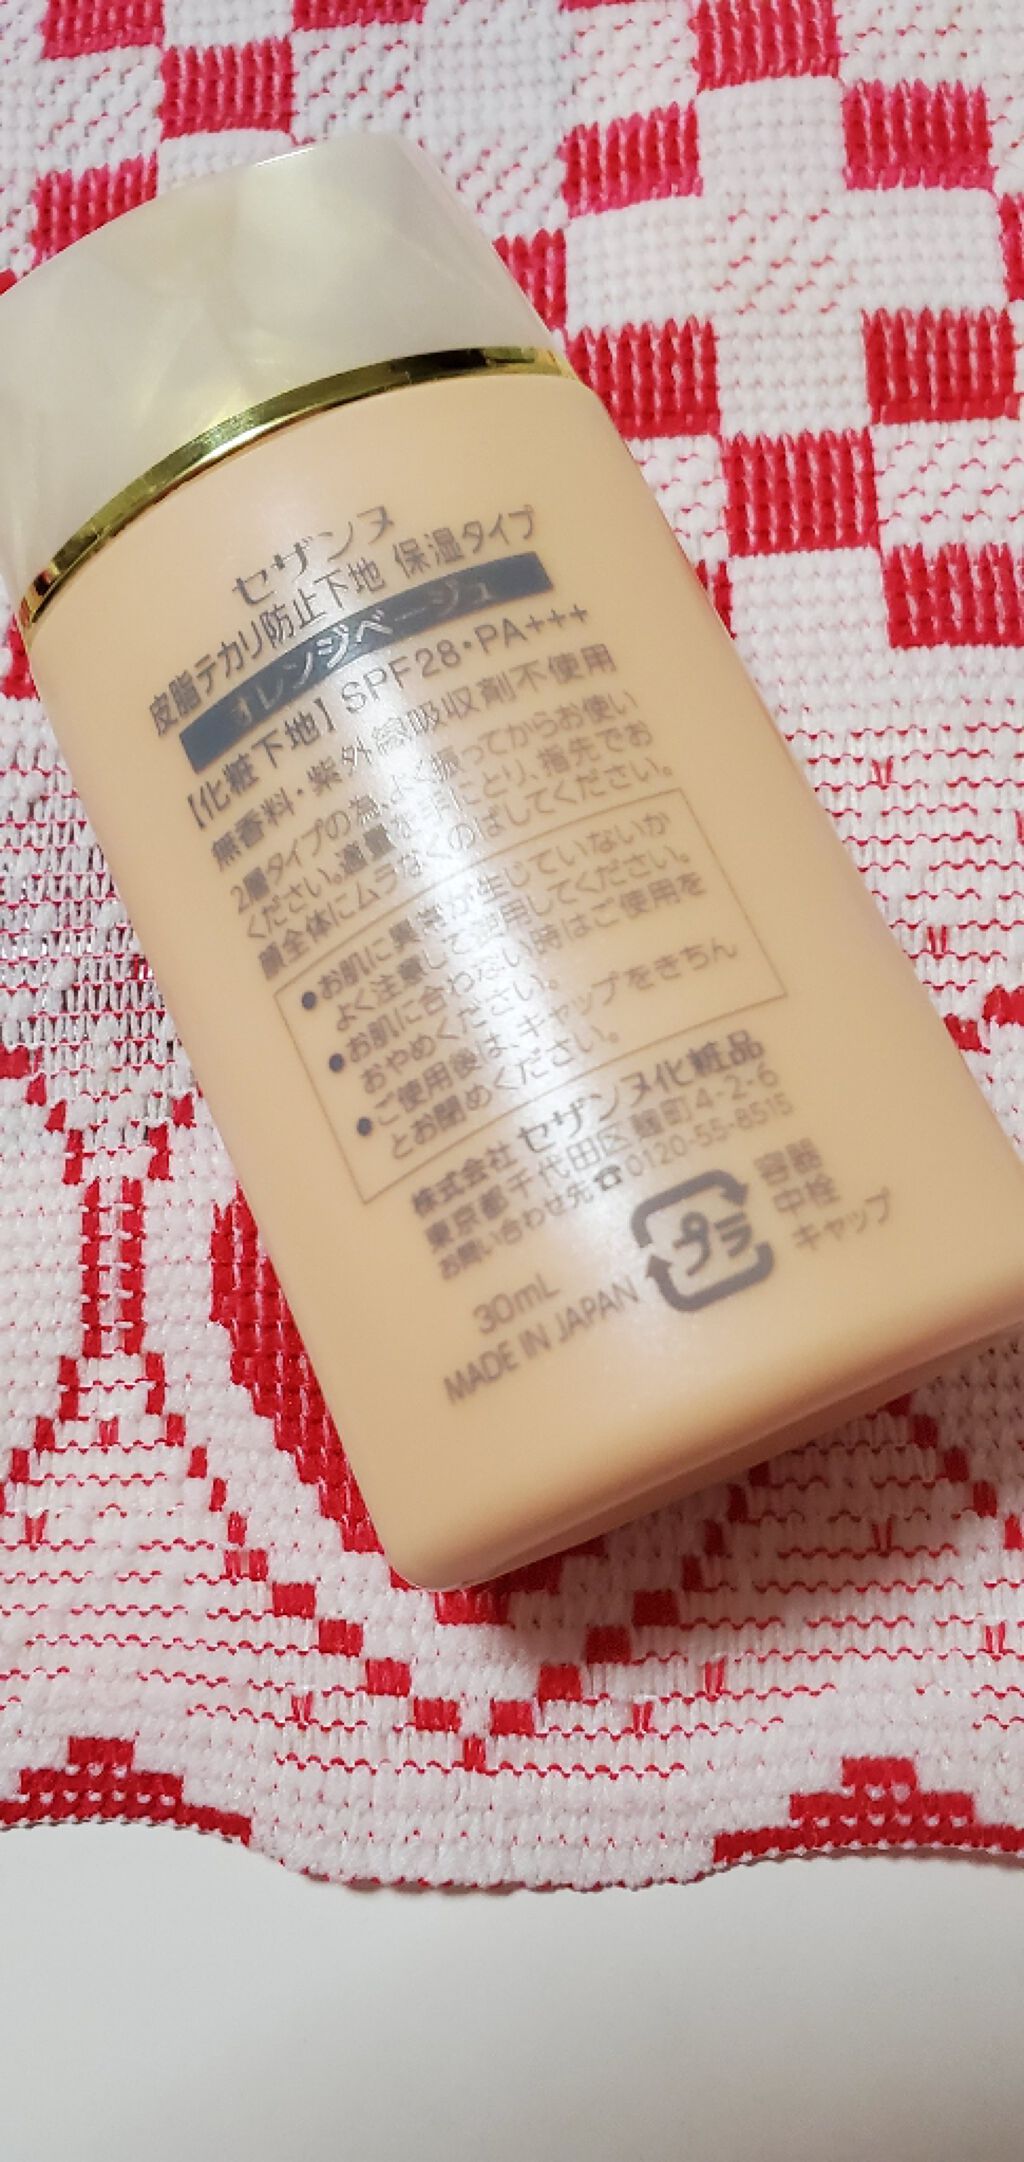 セザンヌ
皮脂テカリ防止下地 保湿タイプ
オレンジベージュ
【化粧下地】SPF28・PA+++
無香料・紫外線吸収剤不使用
2層タイプの為、よく振ってからお使い
ください。適量を手にとり、指先でお
顔全体にムラなくのばしてください。
●お肌に異常が生じていないか
よく注意して使用してください。
●お肌に合わない時はご使用を
おやめください。
●ご使用後は、キャップをきちん
とお閉めください。
株式会社 セザンヌ化粧品
東京都千代田区麹町4-2-6
お問い合わせ先☎0120-55-8515
30mL
MADE IN JAPAN
プラ
容器
中栓
キャップ